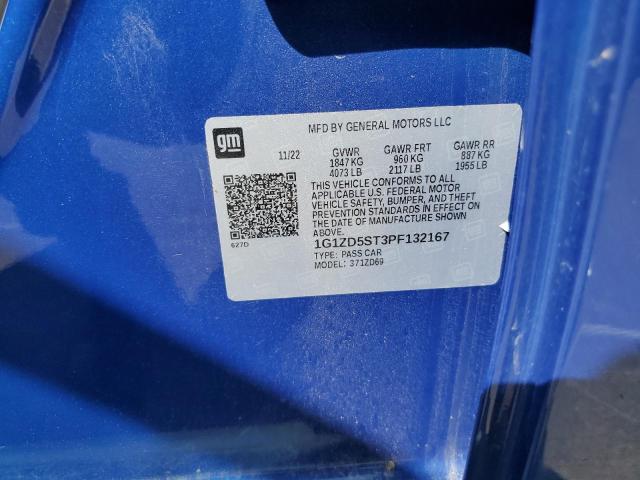 gm
MFD BY GENERAL MOTORS LLC
11/22 GVWR GAWR FRT GAWR RR
1847 KG 960 KG 887 KG
4073 LB 2117 LB 1955 LB
THIS VEHICLE CONFORMS TO ALL
APPLICABLE U.S. FEDERAL MOTOR
VEHICLE SAFETY, BUMPER, AND THEFT
PREVENTION STANDARDS IN EFFECT ON
THE DATE OF MANUFACTURE SHOWN
ABOVE.
627D
1G1ZD5ST3PF132167
TYPE: PASS CAR
MODEL: 371ZD69